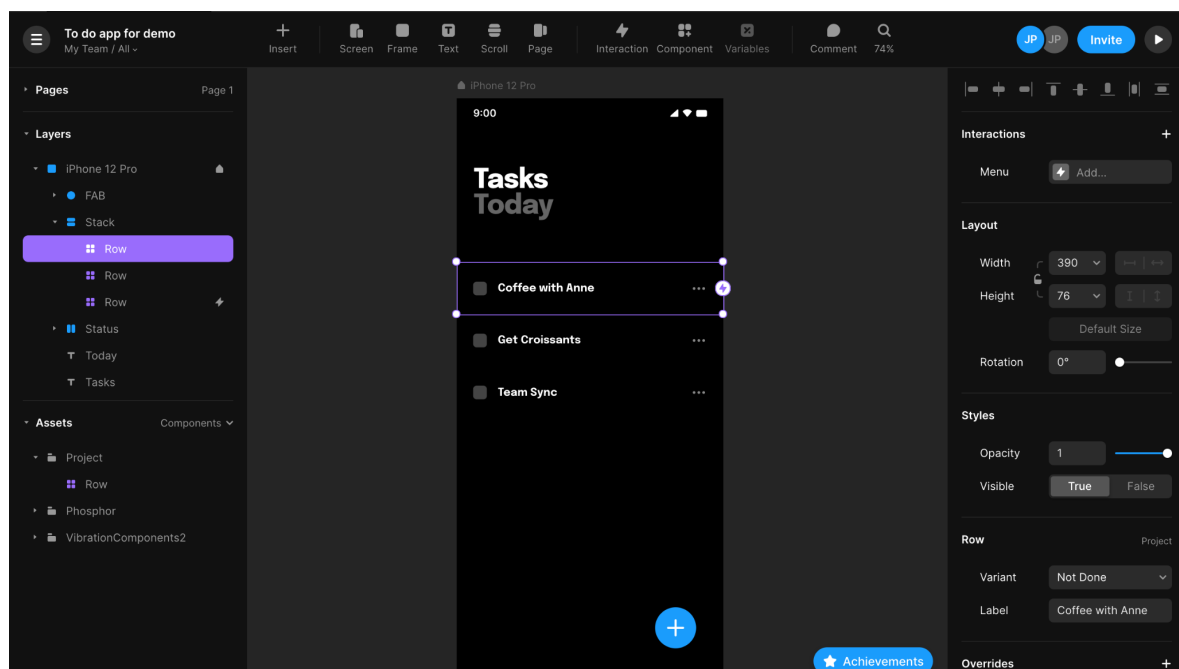 To do app for demo
My Team / All
Insert
Screen
Frame
Text
Scroll
Page
Interaction
Component
Variables
Comment
74%
JP
JP
Invite
Pages
Page 1
Layers
iPhone 12 Pro
FAB
Stack
Row
Row
Row
Status
Today
Tasks
Assets
Components
Project
Row
Phosphor
VibrationComponents2
iPhone 12 Pro
9:00
Tasks
Today
Coffee with Anne
Get Croissants
Team Sync
Achievements
Interactions
Menu
Add...
Layout
Width
390
Height
76
Default Size
Rotation
0°
Styles
Opacity
1
Visible
True
False
Row
Project
Variant
Not Done
Label
Coffee with Anne
Overrides